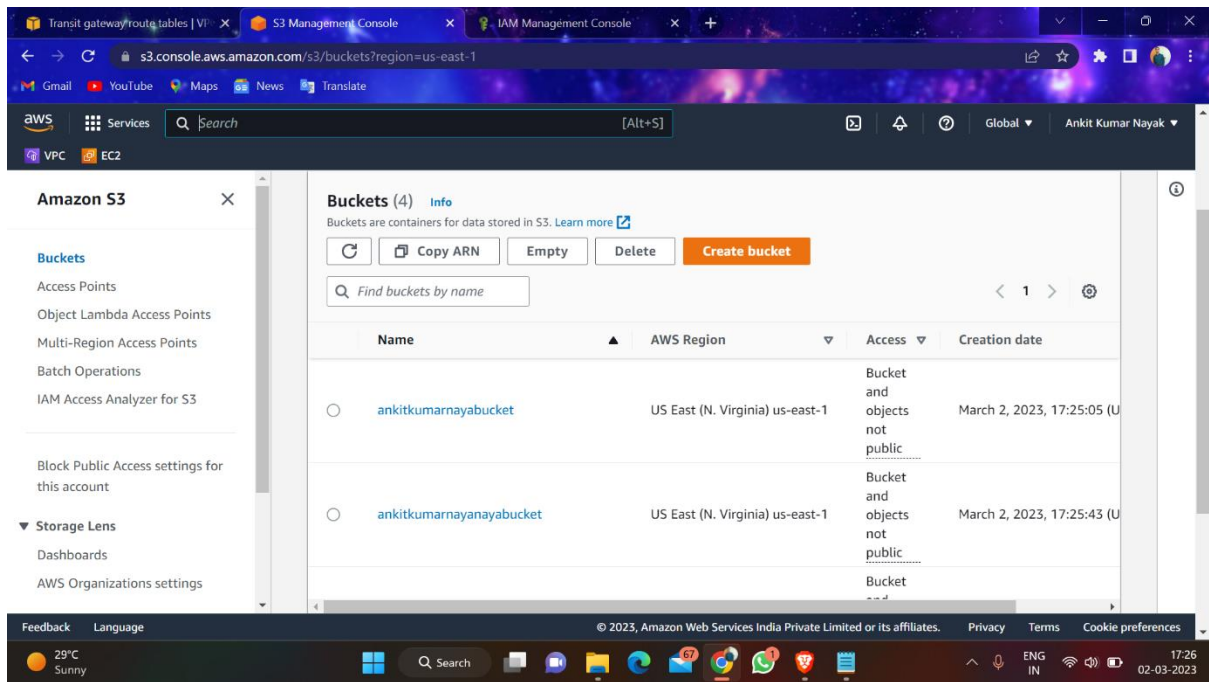 Transit gateway route tables | VP
S3 Management Console
IAM Management Console
s3.console.aws.amazon.com/s3/buckets?region=us-east-1
Gmail YouTube Maps News Translate
aws Services Search [Alt+S] Global Ankit Kumar Nayak
VPC EC2
Amazon S3
Buckets
Access Points
Object Lambda Access Points
Multi-Region Access Points
Batch Operations
IAM Access Analyzer for S3
Block Public Access settings for
this account
Storage Lens
Dashboards
AWS Organizations settings
Buckets (4) Info
Buckets are containers for data stored in S3. Learn more
Copy ARN Empty Delete Create bucket
Find buckets by name
1
Name AWS Region Access Creation date
Bucket
and
ankitkumarnayabucket US East (N. Virginia) us-east-1 objects March 2, 2023, 17:25:05 (U
not
public
Bucket
and
ankitkumarnayanayabucket US East (N. Virginia) us-east-1 objects March 2, 2023, 17:25:43 (U
not
public
Bucket
Feedback Language © 2023, Amazon Web Services India Private Limited or its affiliates. Privacy Terms Cookie preferences
29°C
Sunny
Search
67
1
ENG
IN
17:26
02-03-2023